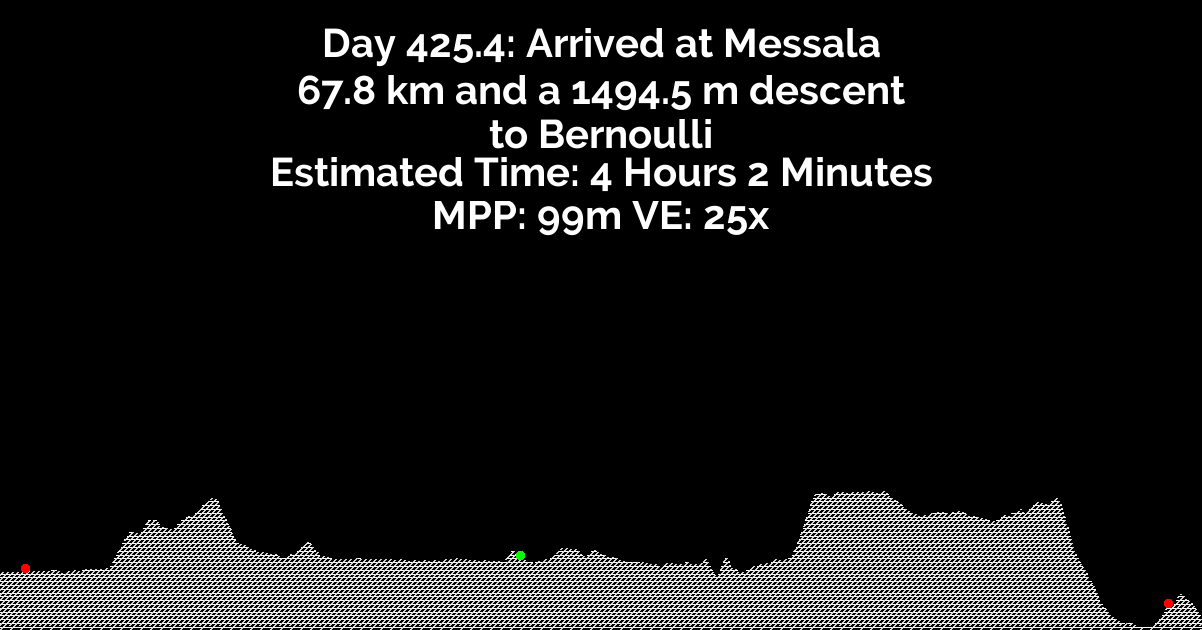 Day 425.4: Arrived at Messala
67.8 km and a 1494.5 m descent
to Bernoulli
Estimated Time: 4 Hours 2 Minutes
MPP: 99m VE: 25x